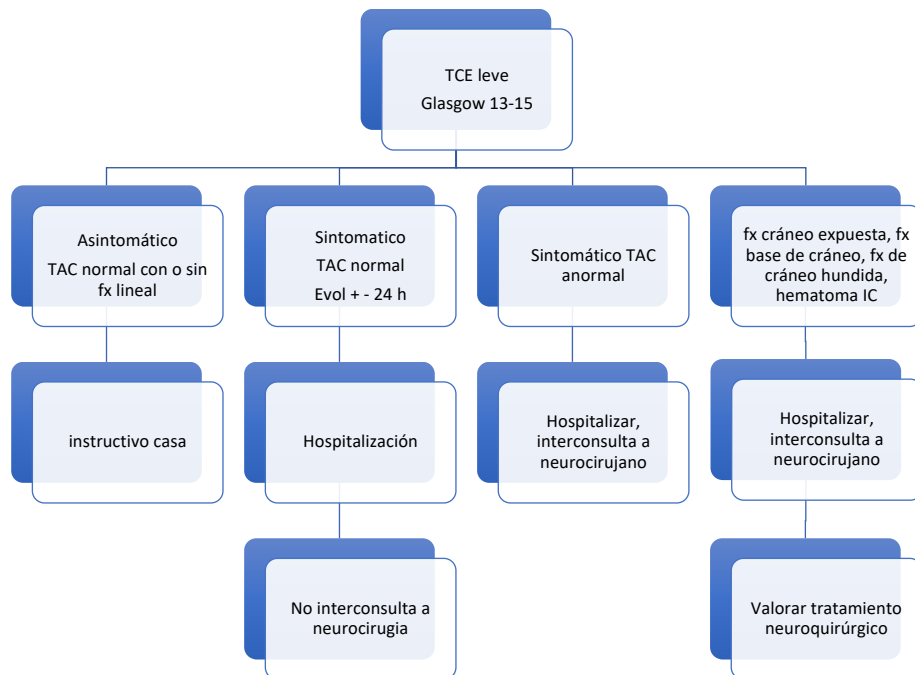 TCE leve
Glasgow 13-15
Asintomático
TAC normal con o sin
fx lineal
Sintomatico
TAC normal
Evol + - 24 h
Sintomático TAC
anormal
fx cráneo expuesta, fx
base de cráneo, fx de
cráneo hundida,
hematoma IC
instructivo casa
Hospitalización
Hospitalizar,
interconsulta a
neurocirujano
Hospitalizar,
interconsulta a
neurocirujano
No interconsulta a
neurocirugia
Valorar tratamiento
neuroquirúrgico